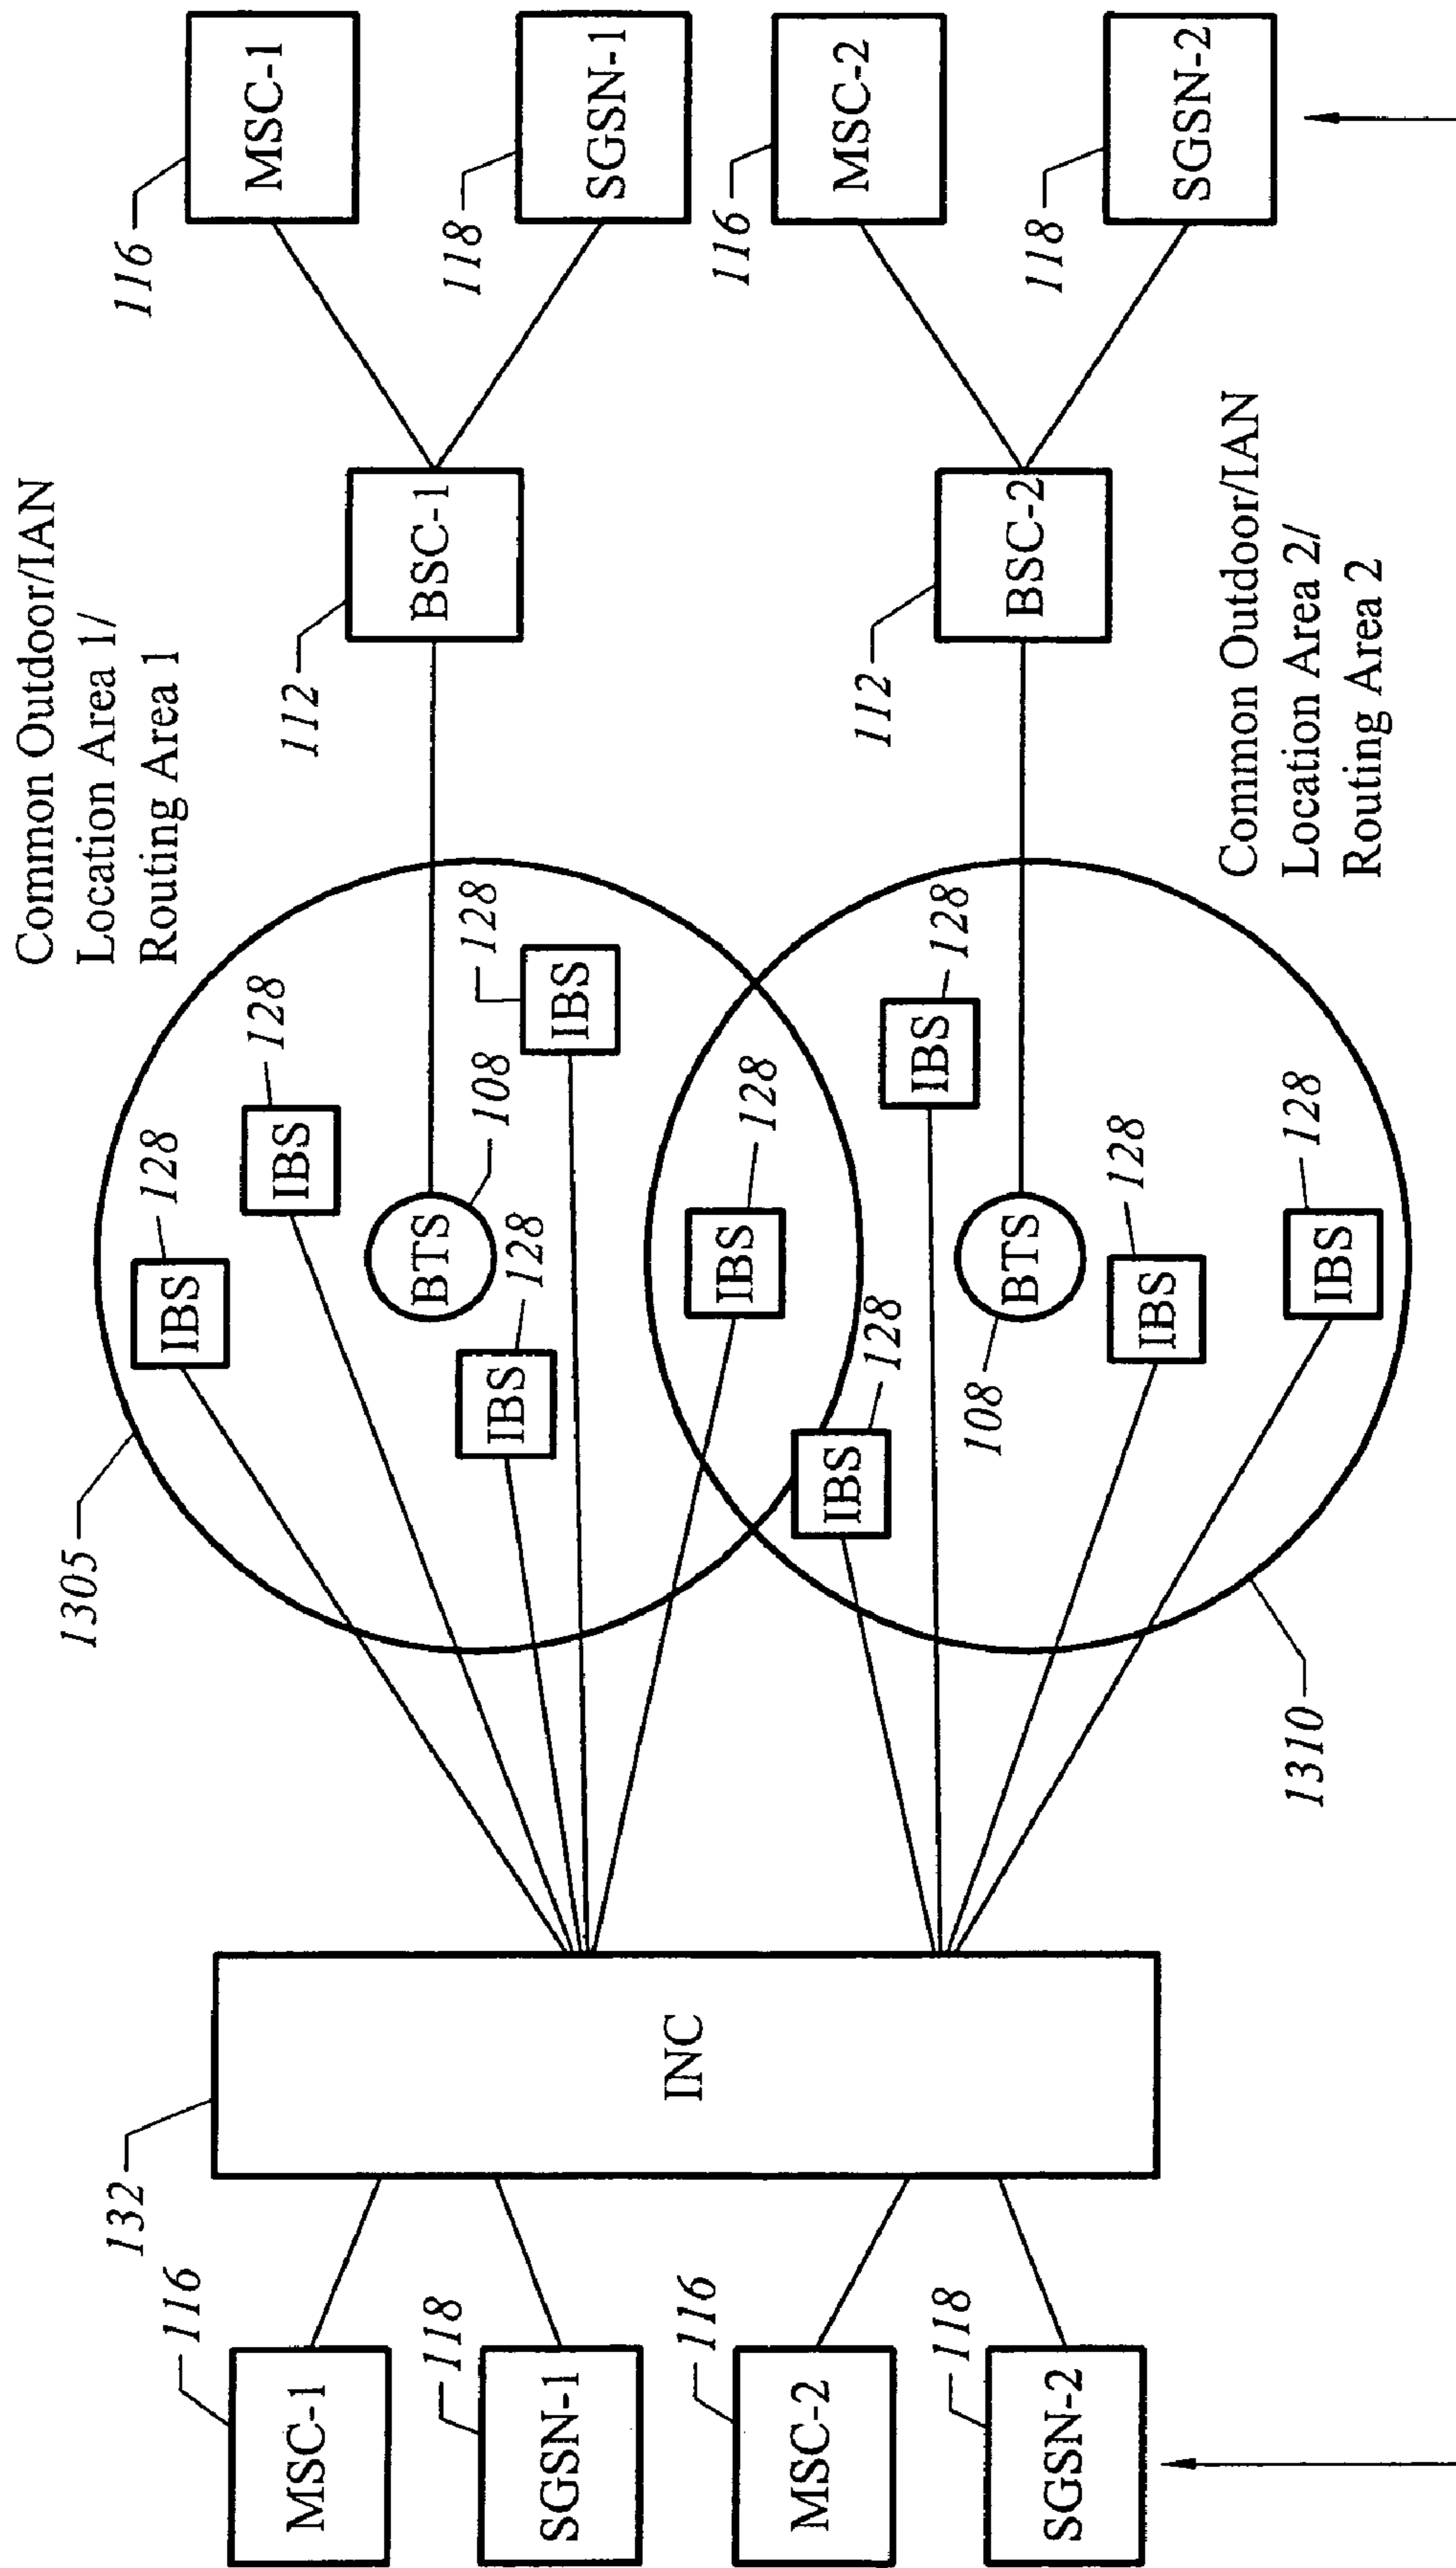 Common Outdoor/IAN
Location Area 1/
Routing Area 1
1305
132
116
128
128
116
MSC-1
IBS
IBS
MSC-1
112
108
128
BTS
BSC-1
118
118
128
SGSN-1
IBS
IBS
SGSN-1
INC
116
128
116
MSC-2
IBS
MSC-2
128
IBS
128
IBS
112
118
108
BTS
BSC-2
118
SGSN-2
128
IBS
SGSN-2
1310
128
IBS
Common Outdoor/IAN
Location Area 2/
Routing Area 2